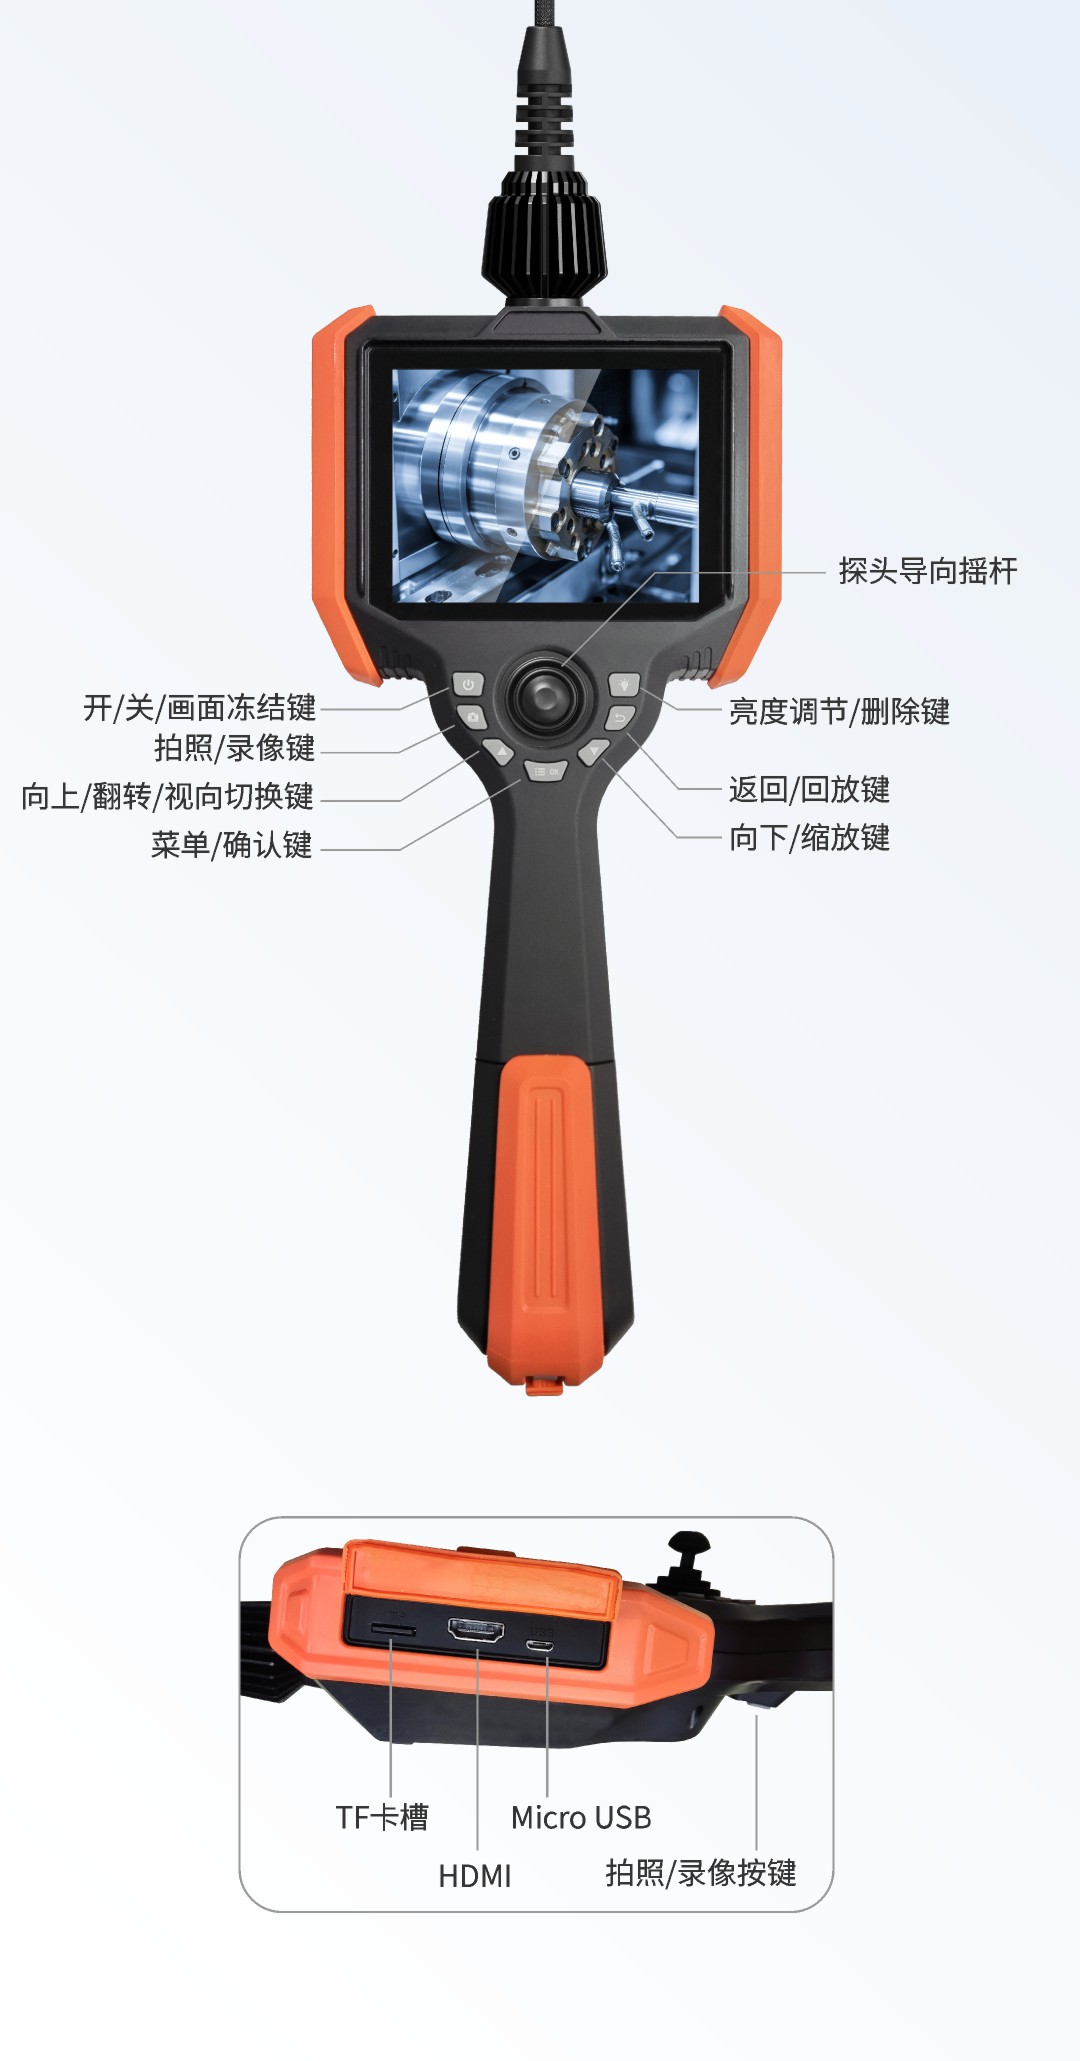 探头导向摇杆
开/关/画面冻结键
亮度调节/删除键
拍照/录像键
返回/回放键
向上/翻转/视向切换键
向下/缩放键
菜单/确认键
OK
TF卡槽
Micro USB
HDMI
拍照/录像按键